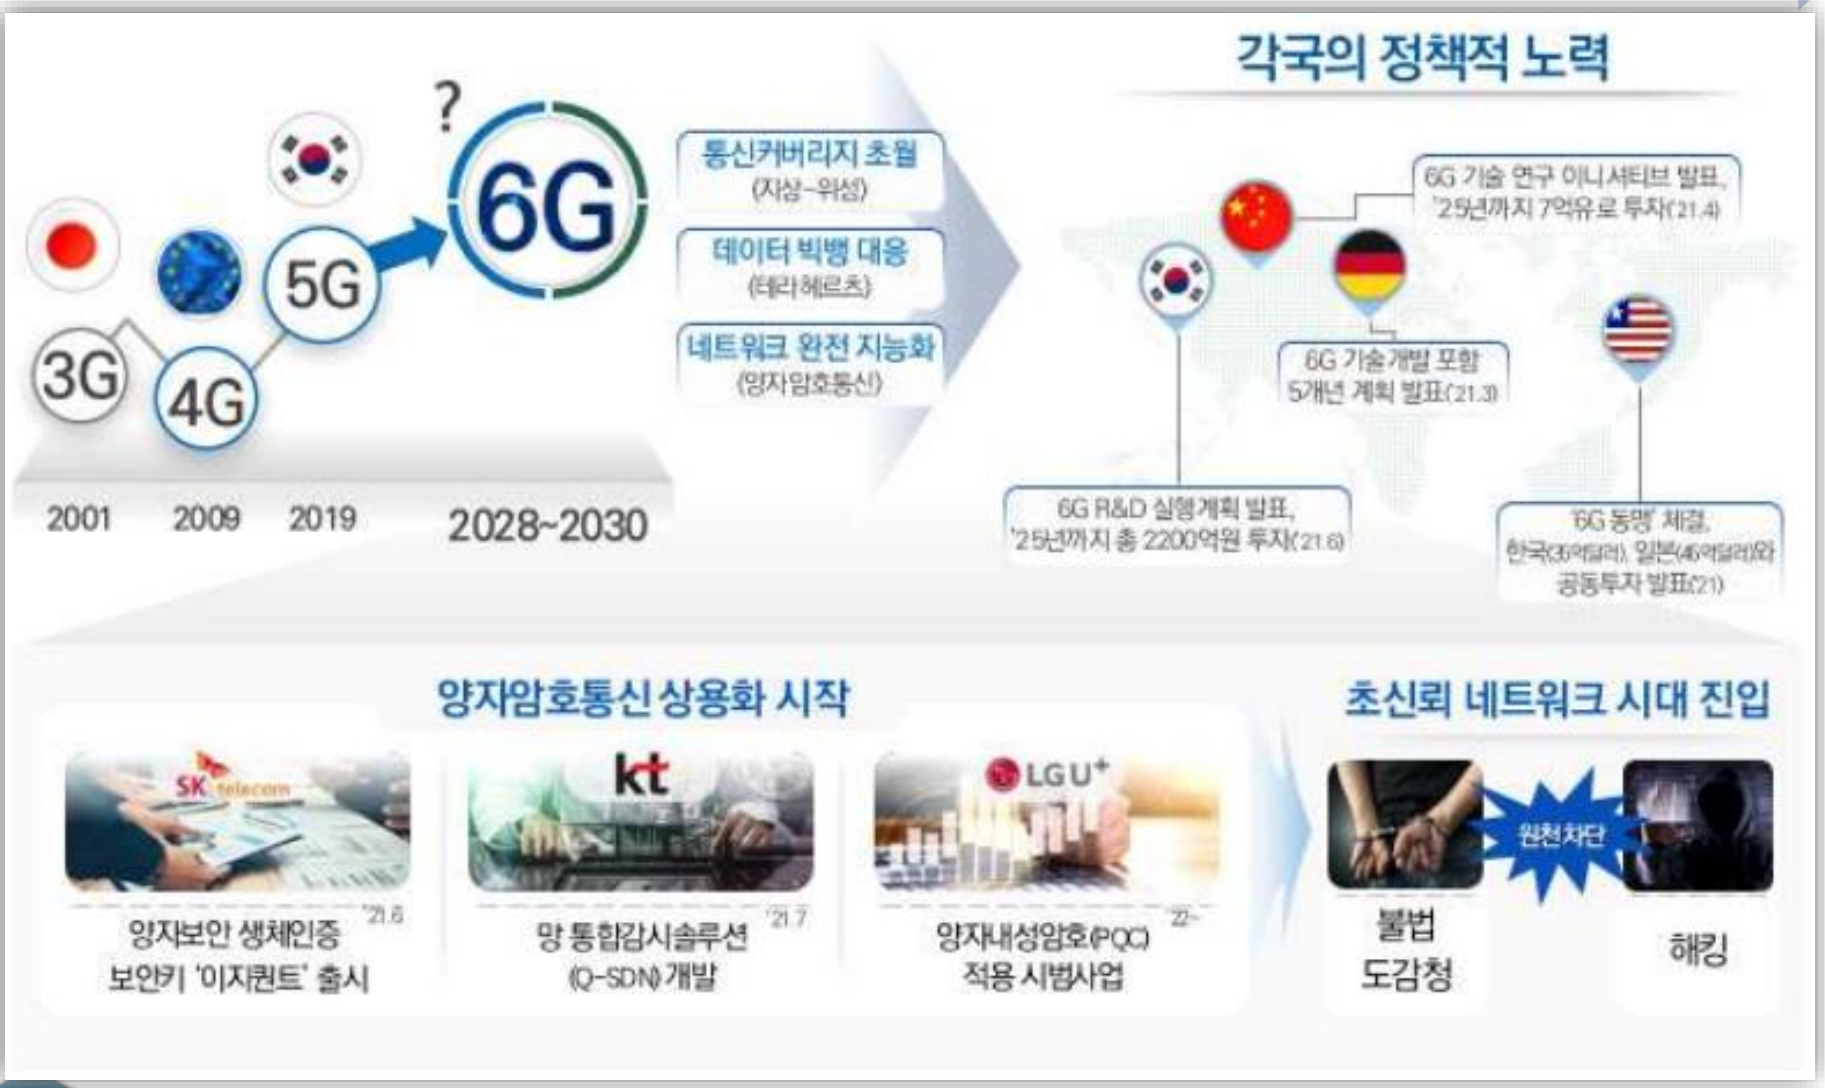 각국의 정책적 노력
?
6G
5G
3G
4G
2001
2009
2019
2028~2030
통신커버리지 초월
(지상-위성)
데이터 빅뱅 대응
(테라헤르츠)
네트워크 완전 지능화
(양자암호통신)
6G 기술 연구 이니셔티브 발표,
'25년까지 7억유로 투자('21.4)
6G 기술개발 포함
5개년 계획 발표('21.3)
6G R&D 실행계획 발표,
'25년까지 총 2200억원 투자('21.6)
'6G 동맹' 체결,
한국(35억달러), 일본(45억달러)와
공동투자 발표('21)
양자암호통신 상용화 시작
SK telecom
'21.6
양자보안 생체인증
보안키 '이지퀀트' 출시
kt
'21.7
망 통합감시솔루션
(Q-SDN) 개발
LG U+
'22~
양자내성암호(PQC)
적용 시범사업
초신뢰 네트워크 시대 진입
원천차단
불법
도감청
해킹